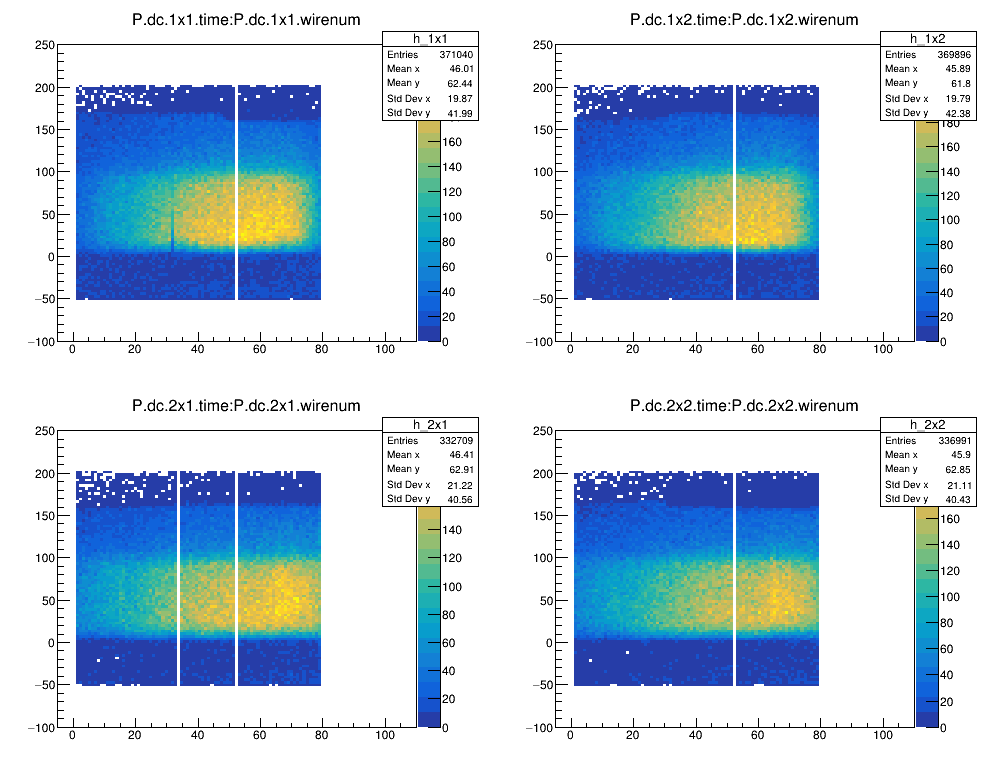 P.dc.1x1.time:P.dc.1x1.wirenum
h_1x1
Entries 371040
Mean x 46.01
Mean y 62.44
Std Dev x 19.87
Std Dev y 41.99
250
200
150
100
50
0
−50
−100
0 20 40 60 80 100
160
140
120
100
80
60
40
20
0
P.dc.1x2.time:P.dc.1x2.wirenum
h_1x2
Entries 369896
Mean x 45.89
Mean y 61.8
Std Dev x 19.79
Std Dev y 42.38
250
200
150
100
50
0
−50
−100
0 20 40 60 80 100
180
160
140
120
100
80
60
40
20
0
P.dc.2x1.time:P.dc.2x1.wirenum
h_2x1
Entries 332709
Mean x 46.41
Mean y 62.91
Std Dev x 21.22
Std Dev y 40.56
250
200
150
100
50
0
−50
−100
0 20 40 60 80 100
140
120
100
80
60
40
20
0
P.dc.2x2.time:P.dc.2x2.wirenum
h_2x2
Entries 336991
Mean x 45.9
Mean y 62.85
Std Dev x 21.11
Std Dev y 40.43
250
200
150
100
50
0
−50
−100
0 20 40 60 80 100
160
140
120
100
80
60
40
20
0